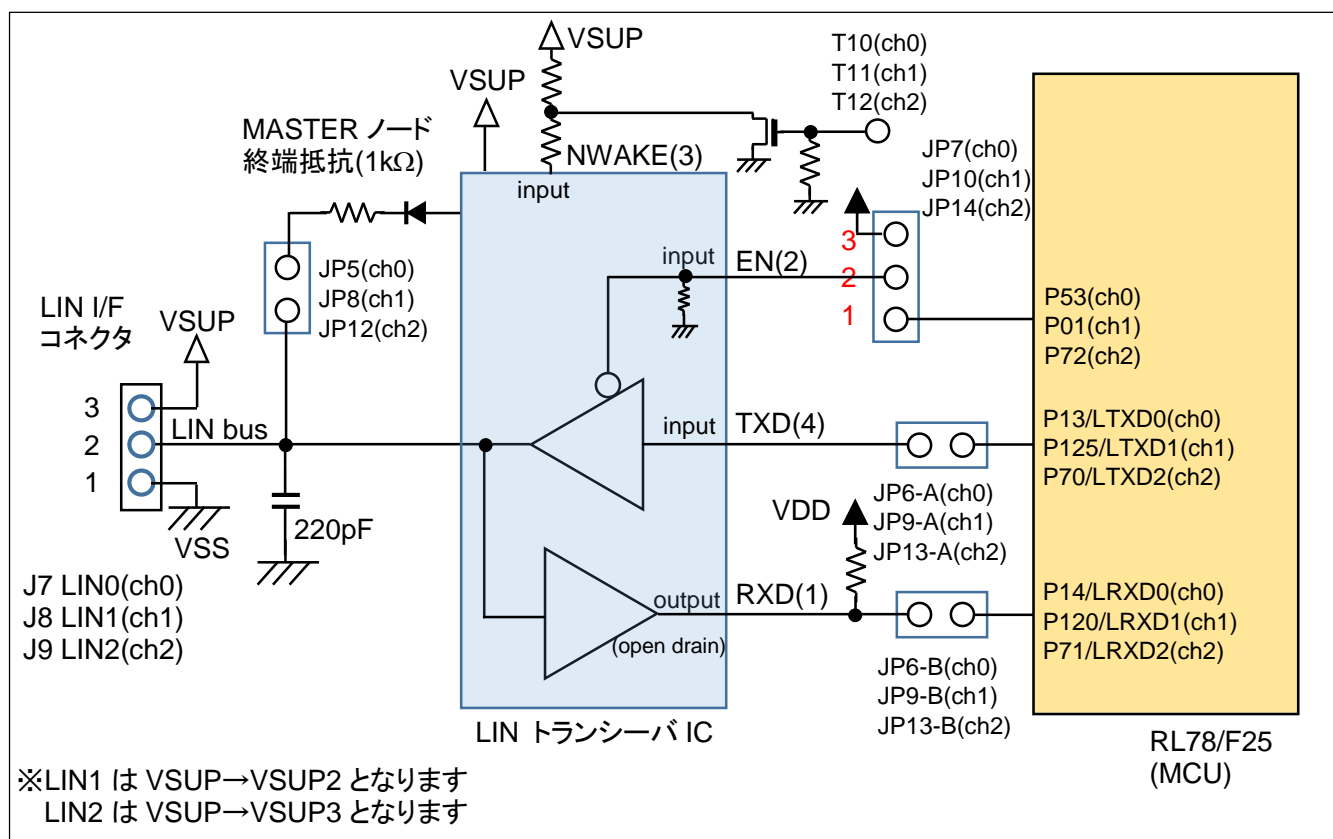 VSUP
VSUP
T10(ch0)
T11(ch1)
T12(ch2)
MASTER ノード
終端抵抗(1kΩ)
NWAKE(3)
input
JP7(ch0)
JP10(ch1)
JP14(ch2)
3
2
1
input
EN(2)
JP5(ch0)
JP8(ch1)
JP12(ch2)
LIN I/F
コネクタ
VSUP
3
2
1
LIN bus
VSS
220pF
J7 LIN0(ch0)
J8 LIN1(ch1)
J9 LIN2(ch2)
P53(ch0)
P01(ch1)
P72(ch2)
input
TXD(4)
P13/LTXD0(ch0)
P125/LTXD1(ch1)
P70/LTXD2(ch2)
JP6-A(ch0)
JP9-A(ch1)
JP13-A(ch2)
VDD
output
(open drain)
RXD(1)
P14/LRXD0(ch0)
P120/LRXD1(ch1)
P71/LRXD2(ch2)
JP6-B(ch0)
JP9-B(ch1)
JP13-B(ch2)
LIN トランシーバ IC
RL78/F25
(MCU)
※LIN1 は VSUP→VSUP2 となります
LIN2 は VSUP→VSUP3 となります